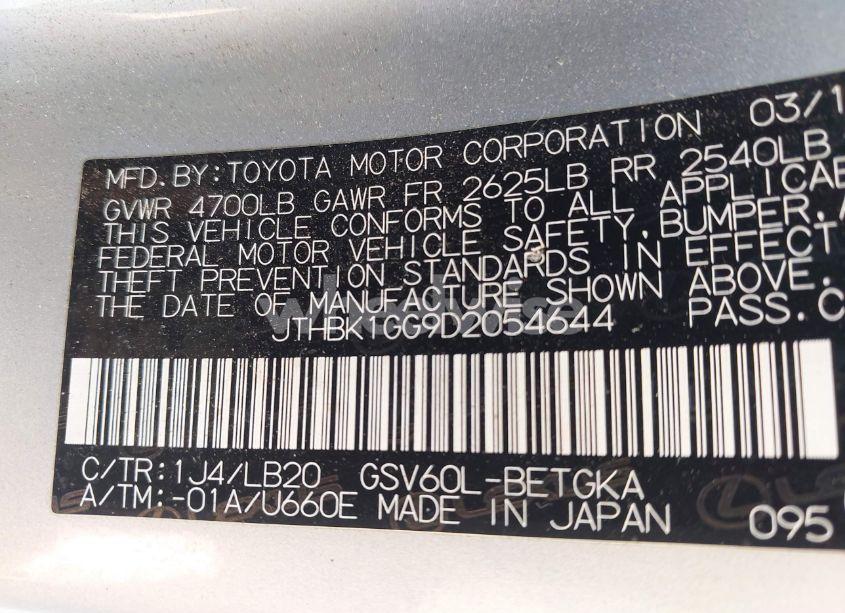 MFD. BY: TOYOTA MOTOR CORPORATION 03/1
GVWR 4700LB GAWR FR 2625LB RR 2540LB
THIS VEHICLE CONFORMS TO ALL APPLICAB
FEDERAL MOTOR VEHICLE SAFETY, BUMPER, A
THEFT PREVENTION STANDARDS IN EFFECT
THE DATE OF MANUFACTURE SHOWN ABOVE.
JTHBK1GG9D2054644 PASS. C
C/TR: 1J4/LB20 GSV60L-BETGKA
A/TM: -01A/U660E MADE IN JAPAN 095